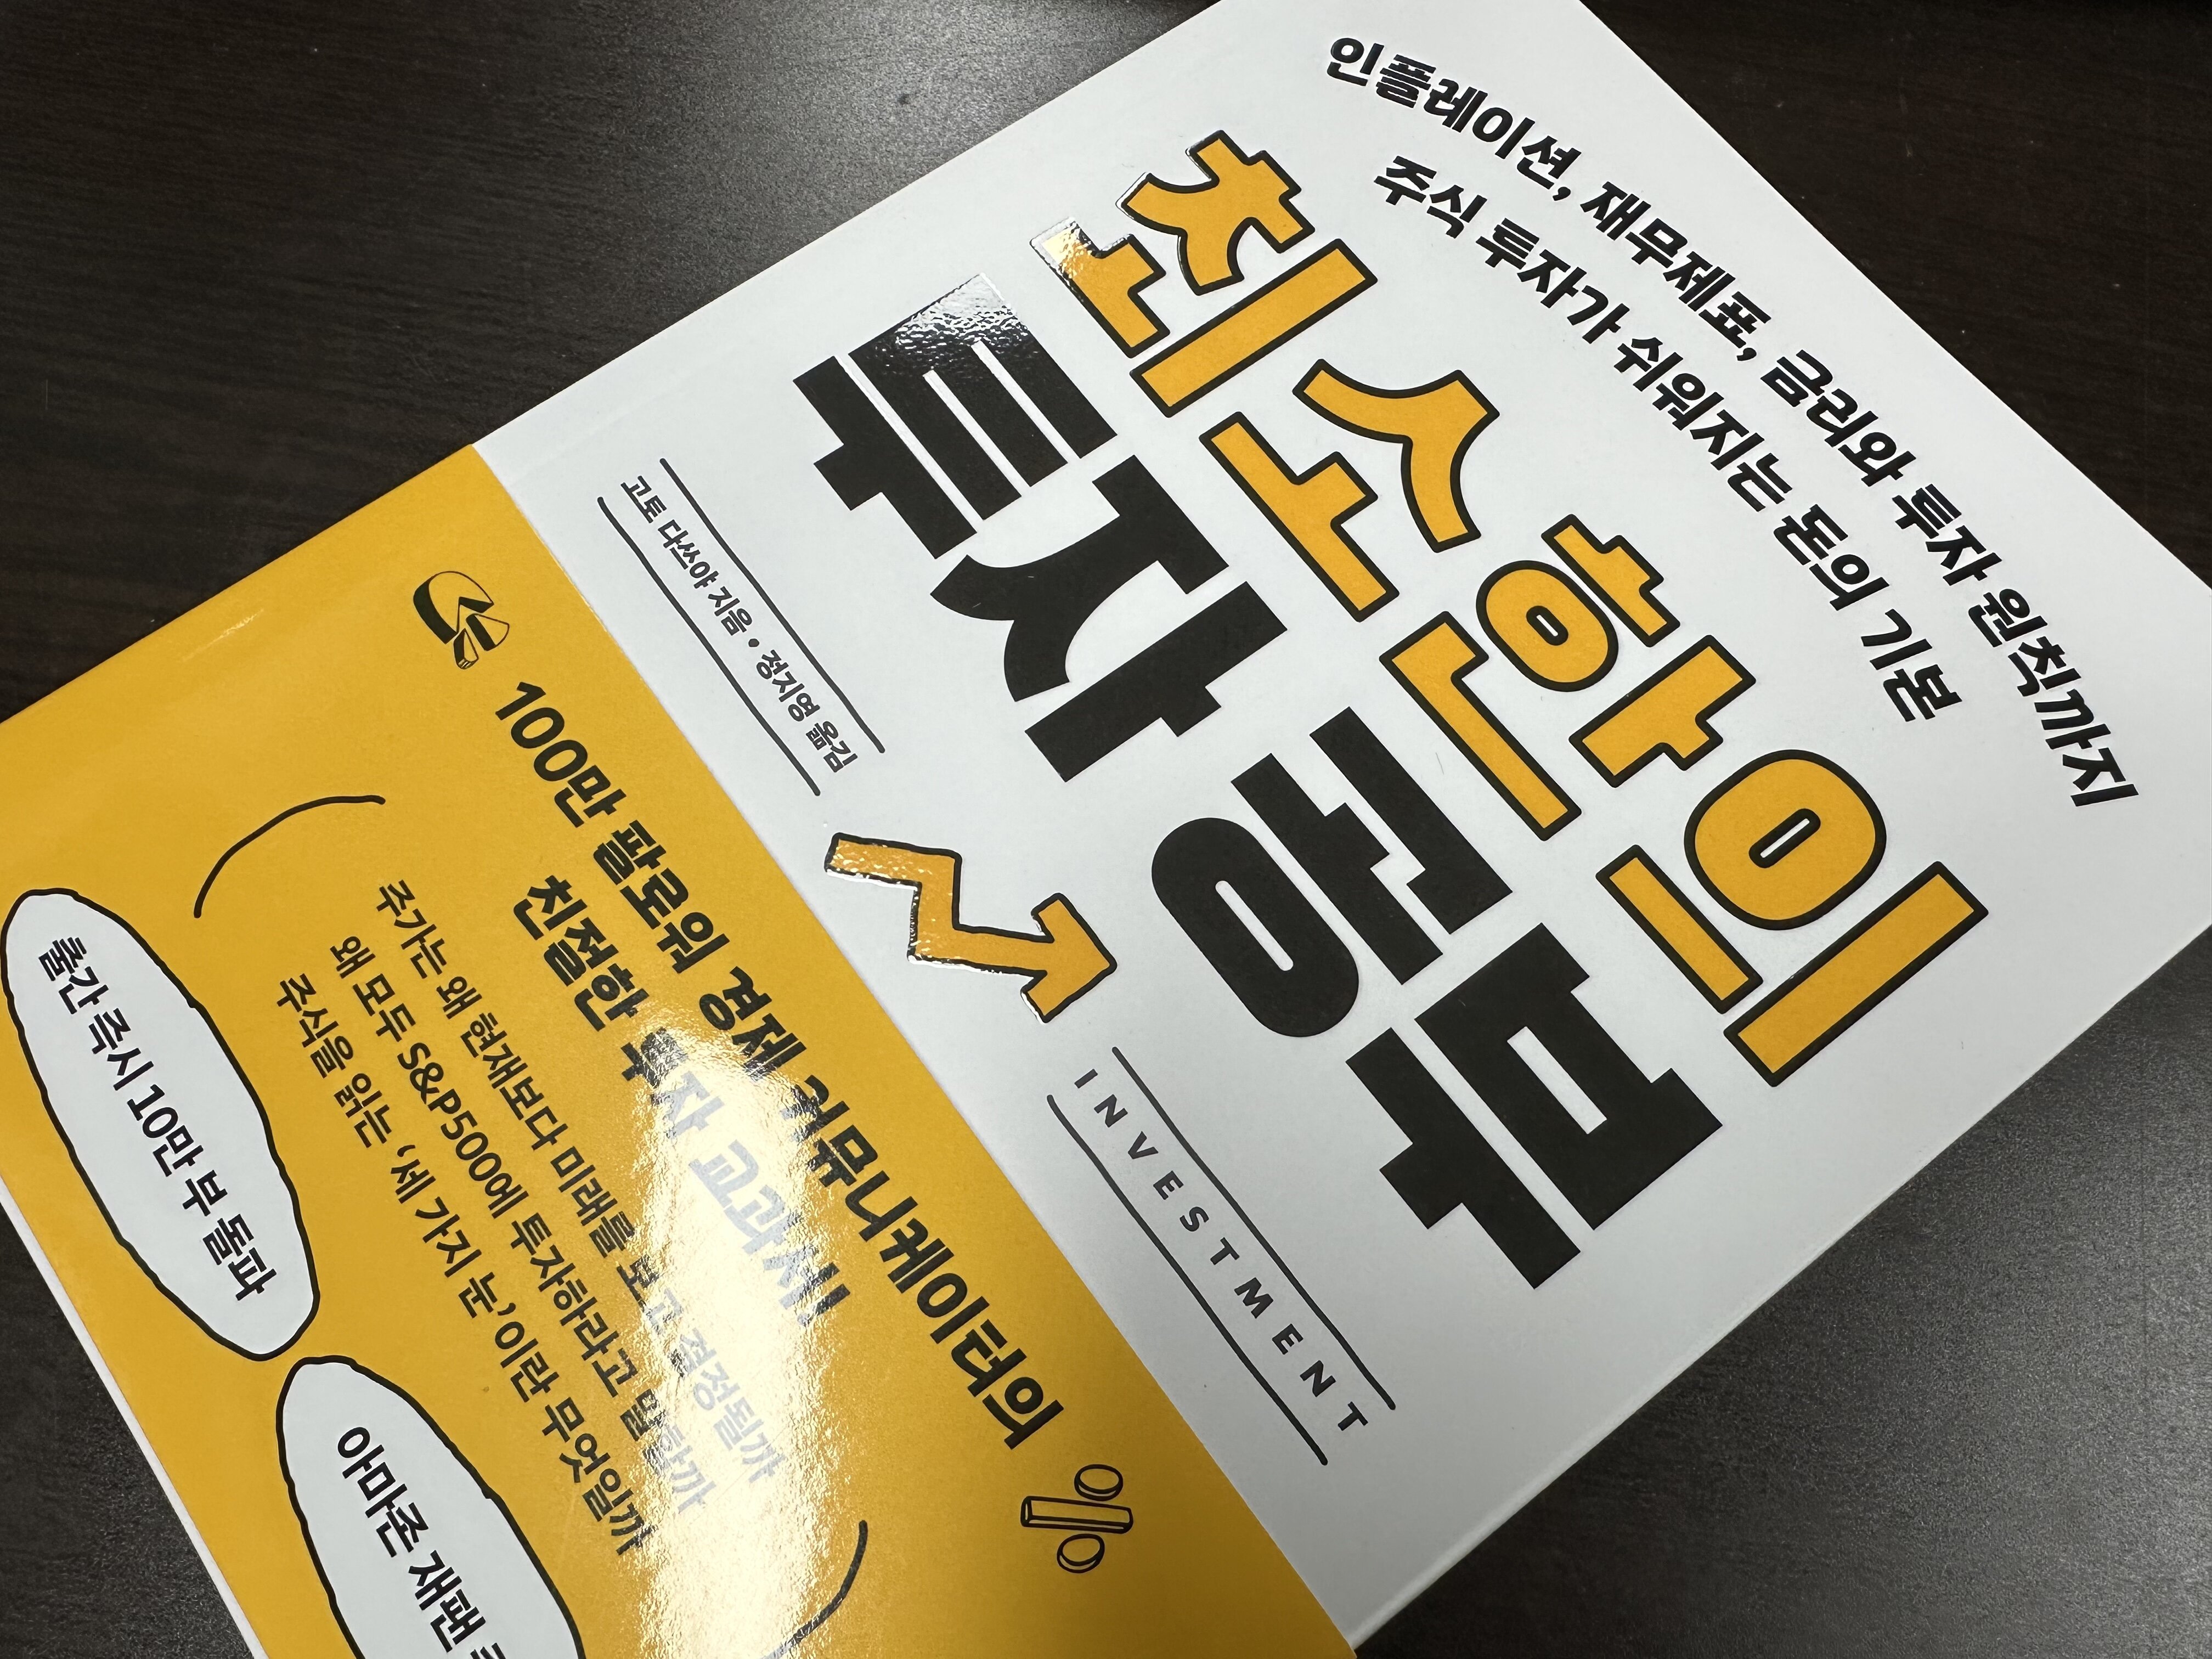 인플레이션, 재무제표, 금리와 투자 원칙까지
주식 투자가 쉬워지는 돈의 기본
최소한의
투자 공부
고토 다쓰야 지음 • 정지영 옮김
INVESTMENT
100만 팔로워 경제 커뮤니케이터의
친절한 투자 교과서!
주가는 왜 현재보다 미래를 보고 결정될까
왜 모두 S&P500에 투자하라고 말할까
주식을 읽는 ‘세 가지 눈’이란 무엇일까
출간 즉시 10만 부 돌파
아마존 재팬
%